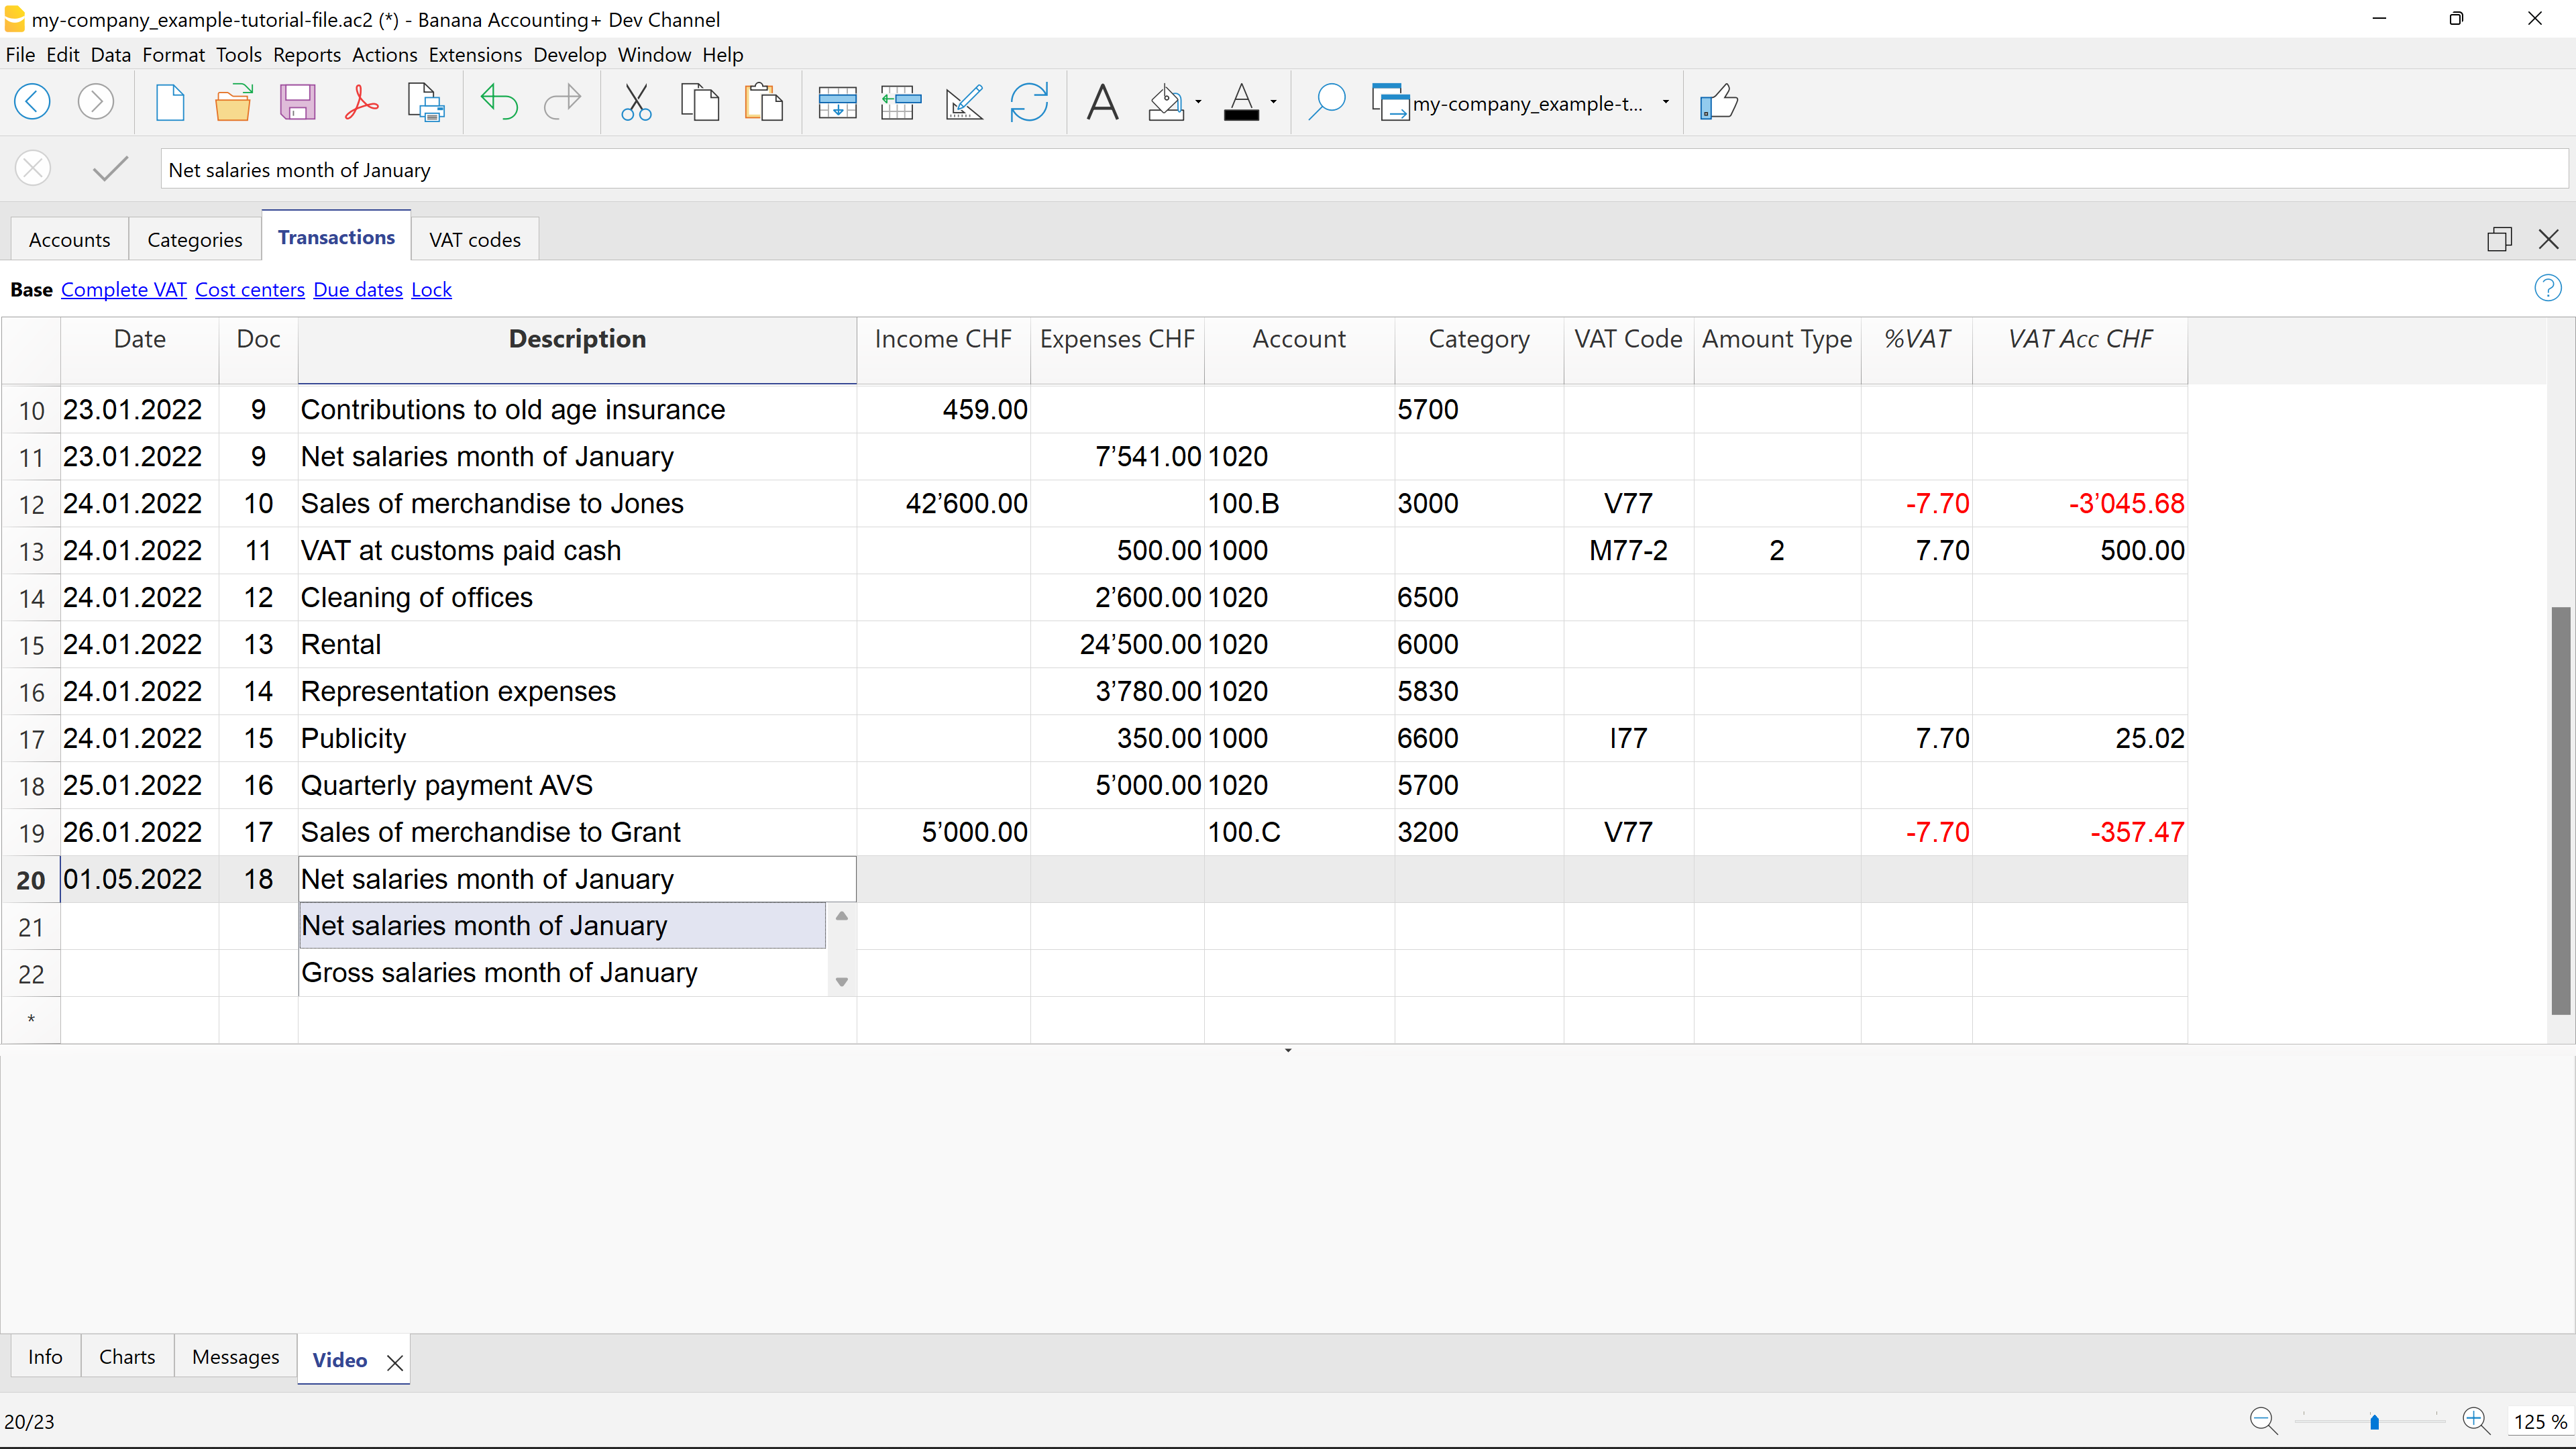 my-company_example-tutorial-file.ac2 (*) - Banana Accounting+ Dev Channel
File Edit Data Format Tools Reports Actions Extensions Develop Window Help
my-company_example-t...
Net salaries month of January
Accounts Categories Transactions VAT codes
Base Complete VAT Cost centers Due dates Lock
Date Doc Description Income CHF Expenses CHF Account Category VAT Code Amount Type %VAT VAT Acc CHF
10 23.01.2022 9 Contributions to old age insurance 459.00 5700
11 23.01.2022 9 Net salaries month of January 7’541.00 1020
12 24.01.2022 10 Sales of merchandise to Jones 42’600.00 100.B 3000 V77 -7.70 -3’045.68
13 24.01.2022 11 VAT at customs paid cash 500.00 1000 M77-2 2 7.70 500.00
14 24.01.2022 12 Cleaning of offices 2’600.00 1020 6500
15 24.01.2022 13 Rental 24’500.00 1020 6000
16 24.01.2022 14 Representation expenses 3’780.00 1020 5830
17 24.01.2022 15 Publicity 350.00 1000 6600 I77 7.70 25.02
18 25.01.2022 16 Quarterly payment AVS 5’000.00 1020 5700
19 26.01.2022 17 Sales of merchandise to Grant 5’000.00 100.C 3200 V77 -7.70 -357.47
20 01.05.2022 18 Net salaries month of January
21 Net salaries month of January
22 Gross salaries month of January
*
Info Charts Messages Video
20/23 125 %